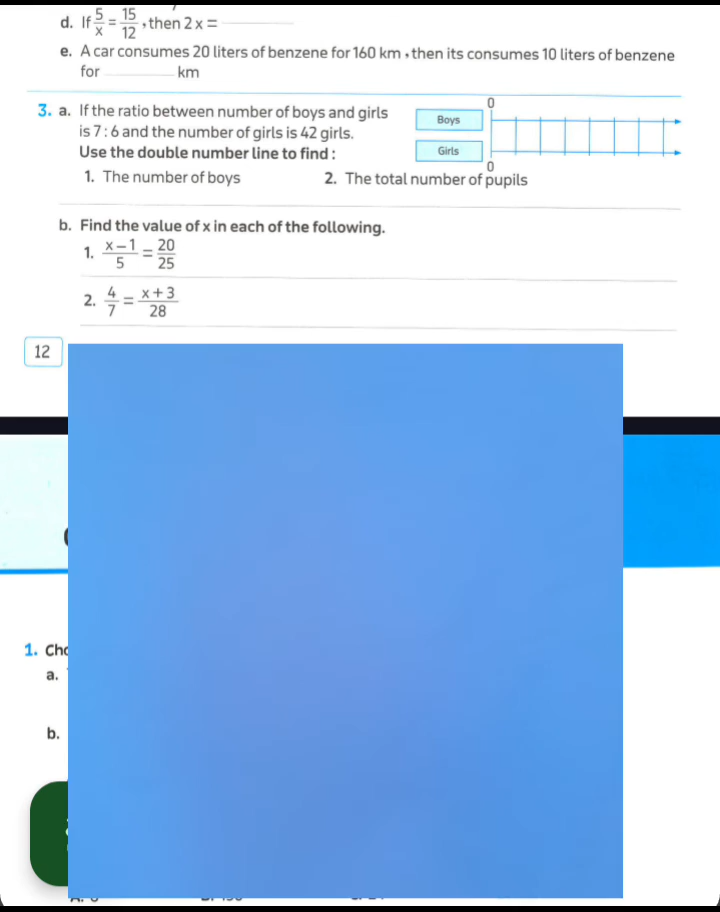 d. If 5/x = 15/12 , then 2 x =
e. A car consumes 20 liters of benzene for 160 km , then its consumes 10 liters of benzene
for km
3. a. If the ratio between number of boys and girls
is 7 : 6 and the number of girls is 42 girls.
Use the double number line to find :
1. The number of boys 2. The total number of pupils
0
Boys
Girls
0
b. Find the value of x in each of the following.
1. x – 1/5 = 20/25
2. 4/7 = x + 3/28
12
1.
a.
b.